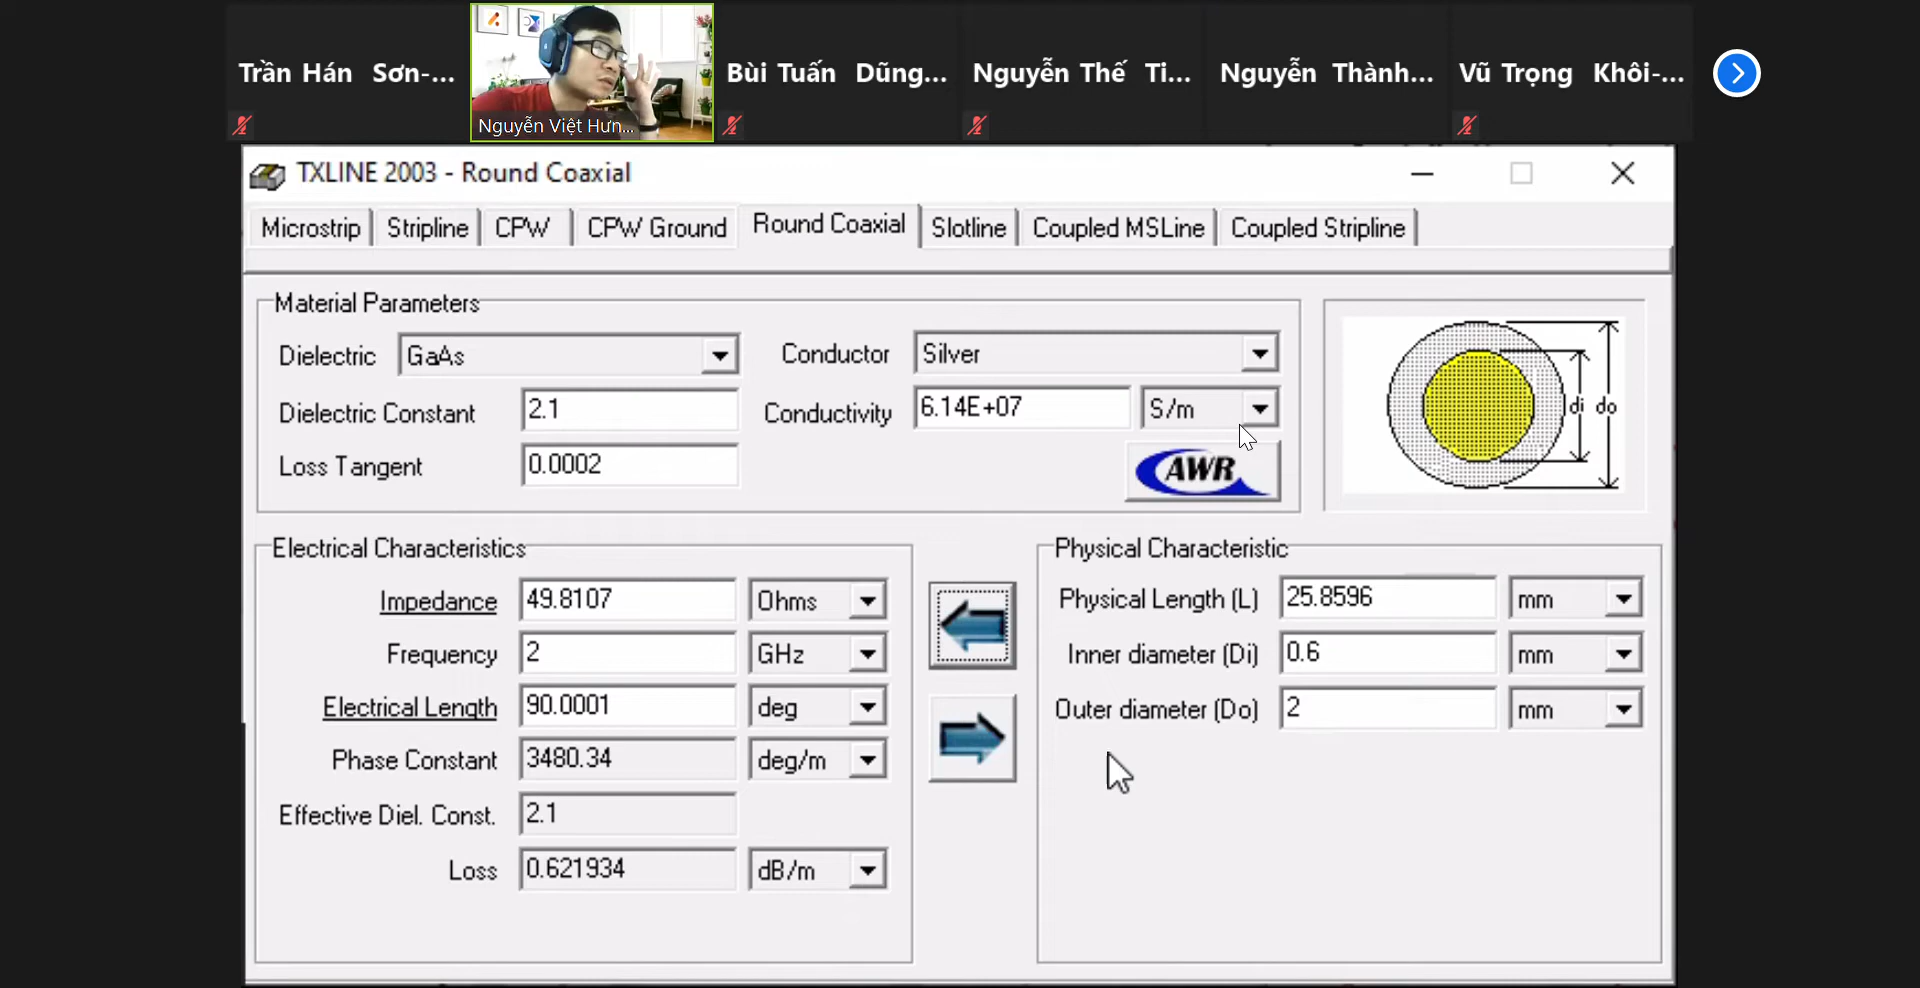 Trần Hán Sơn-...
Nguyễn Việt Hưn...
Bùi Tuấn Dũng...
Nguyễn Thế Ti...
Nguyễn Thành...
Vũ Trọng Khôi-...
TXLINE 2003 - Round Coaxial
Microstrip Stripline CPW CPW Ground Round Coaxial Slotline Coupled MSLine Coupled Stripline
Material Parameters
Dielectric GaAs Conductor Silver
Dielectric Constant 2.1 Conductivity 6.14E+07 S/m
Loss Tangent 0.0002
AWR
di do
Electrical Characteristics
Impedance 49.8107 Ohms
Frequency 2 GHz
Electrical Length 90.0001 deg
Phase Constant 3480.34 deg/m
Effective Diel. Const. 2.1
Loss 0.621934 dB/m
Physical Characteristic
Physical Length (L) 25.8596 mm
Inner diameter (Di) 0.6 mm
Outer diameter (Do) 2 mm